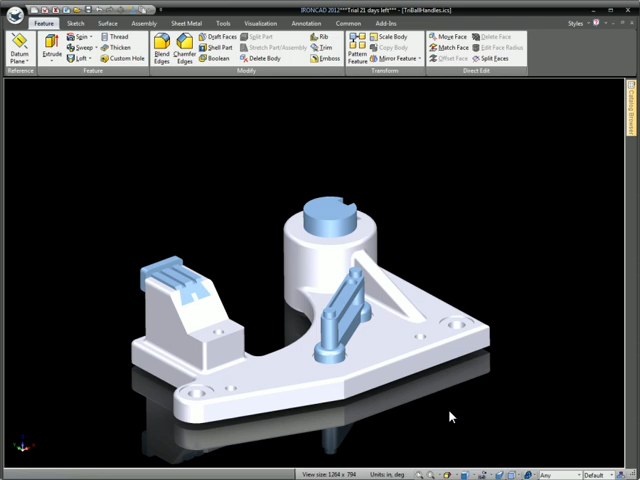 IRONCAD 2012***Trial 21 days left*** - [TriBallHandles.ics]
Feature Sketch Surface Assembly Sheet Metal Tools Visualization Annotation Common Add-Ins Styles
Datum Plane
Extrude
Spin
Sweep
Loft
Thread
Thicken
Custom Hole
Blend Edges
Chamfer Edges
Draft Faces
Shell Part
Boolean
Split Part
Stretch Part/Assembly
Delete Body
Rib
Trim
Emboss
Pattern Feature
Scale Body
Copy Body
Mirror Feature
Move Face
Match Face
Offset Face
Delete Face
Edit Face Radius
Split Faces
Reference Feature Modify Transform Direct Edit
Catalog Browser
View size: 1264 x 794 Units: in, deg Any Default